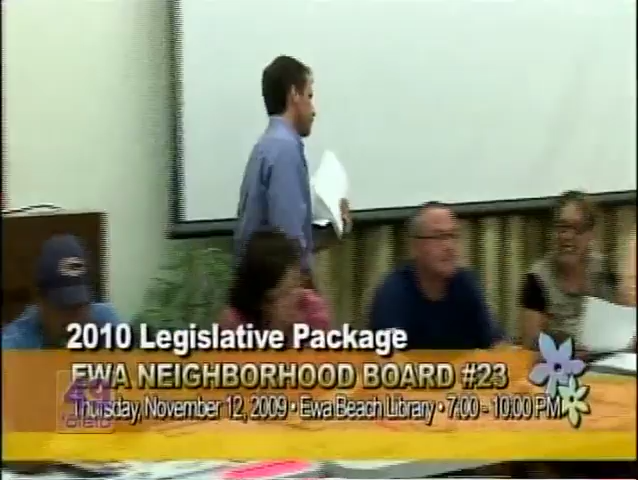 2010 Legislative Package
EWA NEIGHBORHOOD BOARD #23
Thursday, November 12, 2009 • Ewa Beach Library • 7:00 - 10:00 PM
49